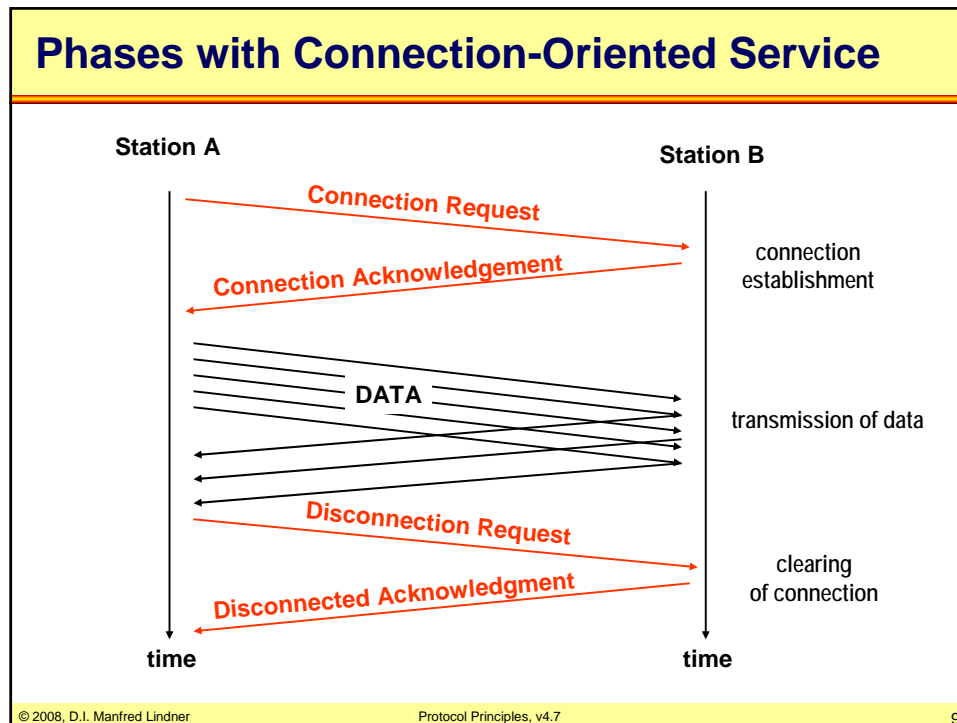 Phases with Connection-Oriented Service
Station A
Station B
Connection Request
connection
establishment
Connection Acknowledgement
DATA
transmission of data
Disconnection Request
clearing
of connection
Disconnected Acknowledgment
time
time
© 2008, D.I. Manfred Lindner
Protocol Principles, v4.7
9